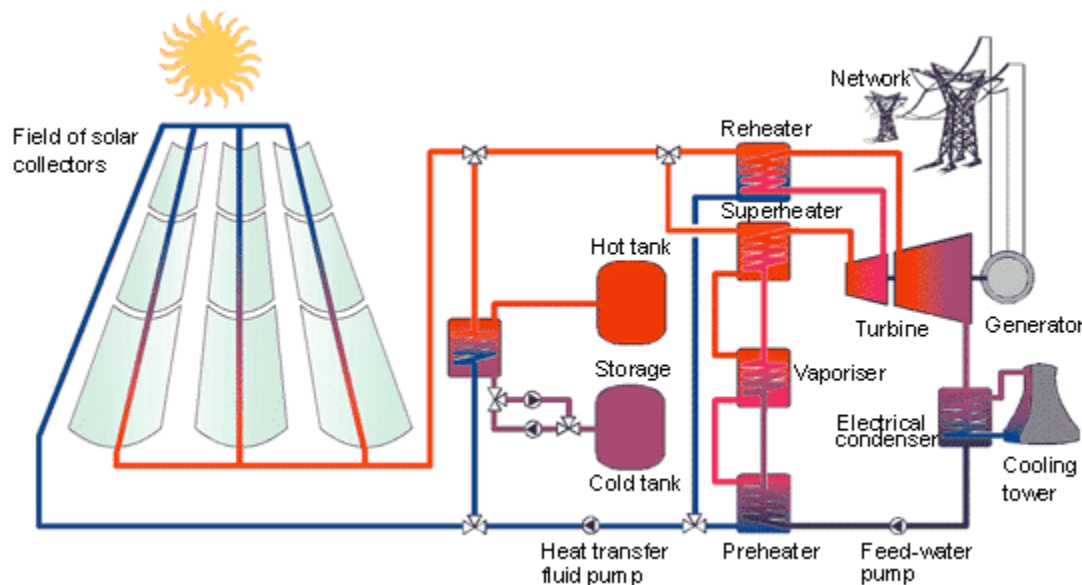 Network
Field of solar
collectors
Reheater
Superheater
Hot tank
Turbine
Generator
Storage
Vaporiser
Electrical
condenser
Cold tank
Cooling
tower
Heat transfer
fluid pump
Preheater
Feed-water
pump